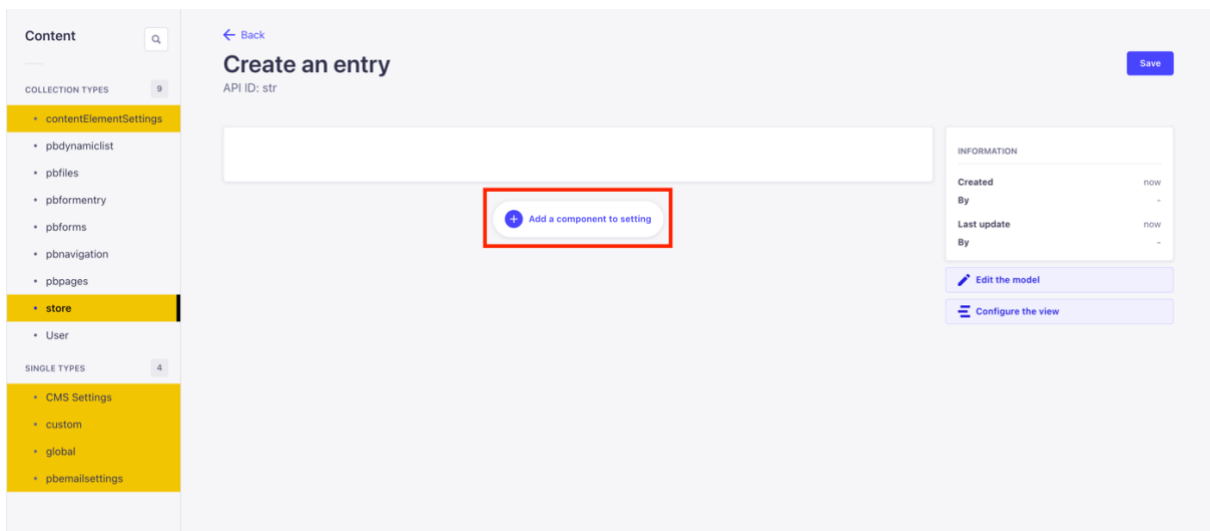 Content
COLLECTION TYPES 9
contentElementSettings
pbdynamiclist
pbfiles
pbformentry
pbforms
pbnavigation
pbpages
store
User
SINGLE TYPES 4
CMS Settings
custom
global
pbemailsettings
Back
Create an entry
API ID: str
Save
Add a component to setting
INFORMATION
Created now
By -
Last update now
By -
Edit the model
Configure the view